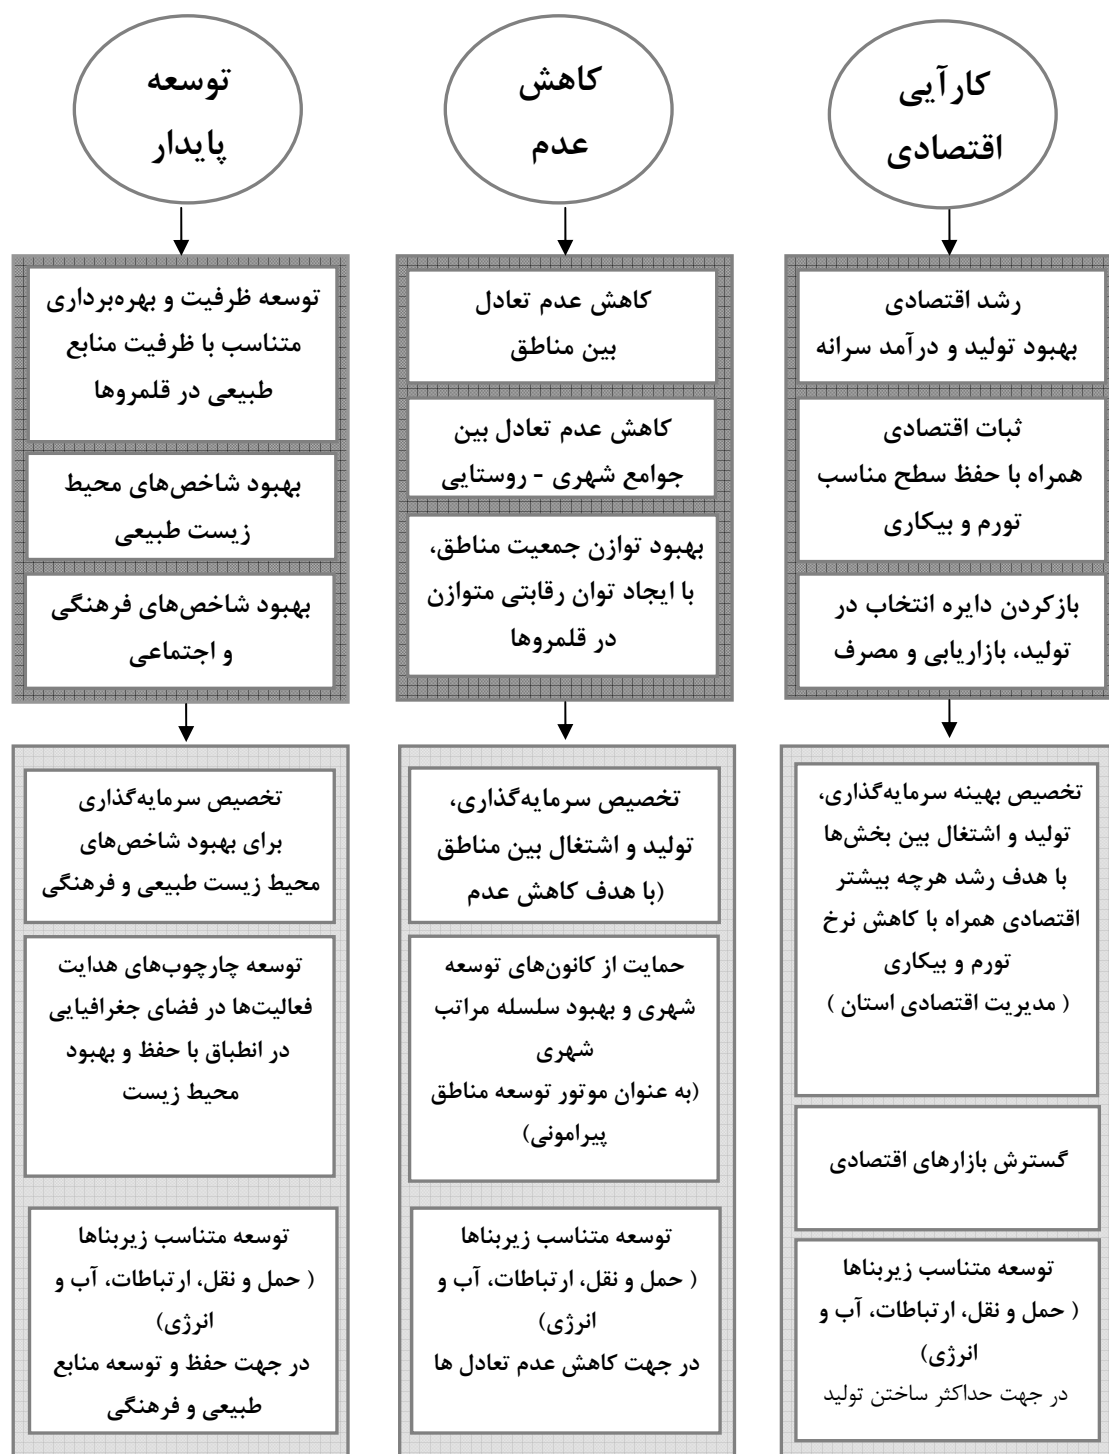 کارآیی
اقتصادی
رشد اقتصادی
بهبود تولید و درآمد سرانه
ثبات اقتصادی
همراه با حفظ سطح مناسب
تورم و بیکاری
بازکردن دایره انتخاب در
تولید، بازاریابی و مصرف
تخصیص بهینه سرمایه‌گذاری،
تولید و اشتغال بین بخش‌ها
با هدف رشد هرچه بیشتر
اقتصادی همراه با کاهش نرخ
تورم و بیکاری
( مدیریت اقتصادی استان )
گسترش بازارهای اقتصادی
توسعه متناسب زیربناها
( حمل و نقل، ارتباطات، آب و
انرژی)
در جهت حداکثر ساختن تولید
کاهش
عدم
کاهش عدم تعادل
بین مناطق
کاهش عدم تعادل بین
جوامع شهری - روستایی
بهبود توازن جمعیت مناطق،
با ایجاد توان رقابتی متوازن
در قلمروها
تخصیص سرمایه‌گذاری،
تولید و اشتغال بین مناطق
(با هدف کاهش عدم
حمایت از کانون‌های توسعه
شهری و بهبود سلسله مراتب
شهری
(به عنوان موتور توسعه مناطق
پیرامونی)
توسعه متناسب زیربناها
( حمل و نقل، ارتباطات، آب و
انرژی)
در جهت کاهش عدم تعادل ها
توسعه
پایدار
توسعه ظرفیت و بهره‌برداری
متناسب با ظرفیت منابع
طبیعی در قلمروها
بهبود شاخص‌های محیط
زیست طبیعی
بهبود شاخص‌های فرهنگی
و اجتماعی
تخصیص سرمایه‌گذاری
برای بهبود شاخص‌های
محیط زیست طبیعی و فرهنگی
توسعه چارچوب‌های هدایت
فعالیت‌ها در فضای جغرافیایی
در انطباق با حفظ و بهبود
محیط زیست
توسعه متناسب زیربناها
( حمل و نقل، ارتباطات، آب و
انرژی)
در جهت حفظ و توسعه منابع
طبیعی و فرهنگی